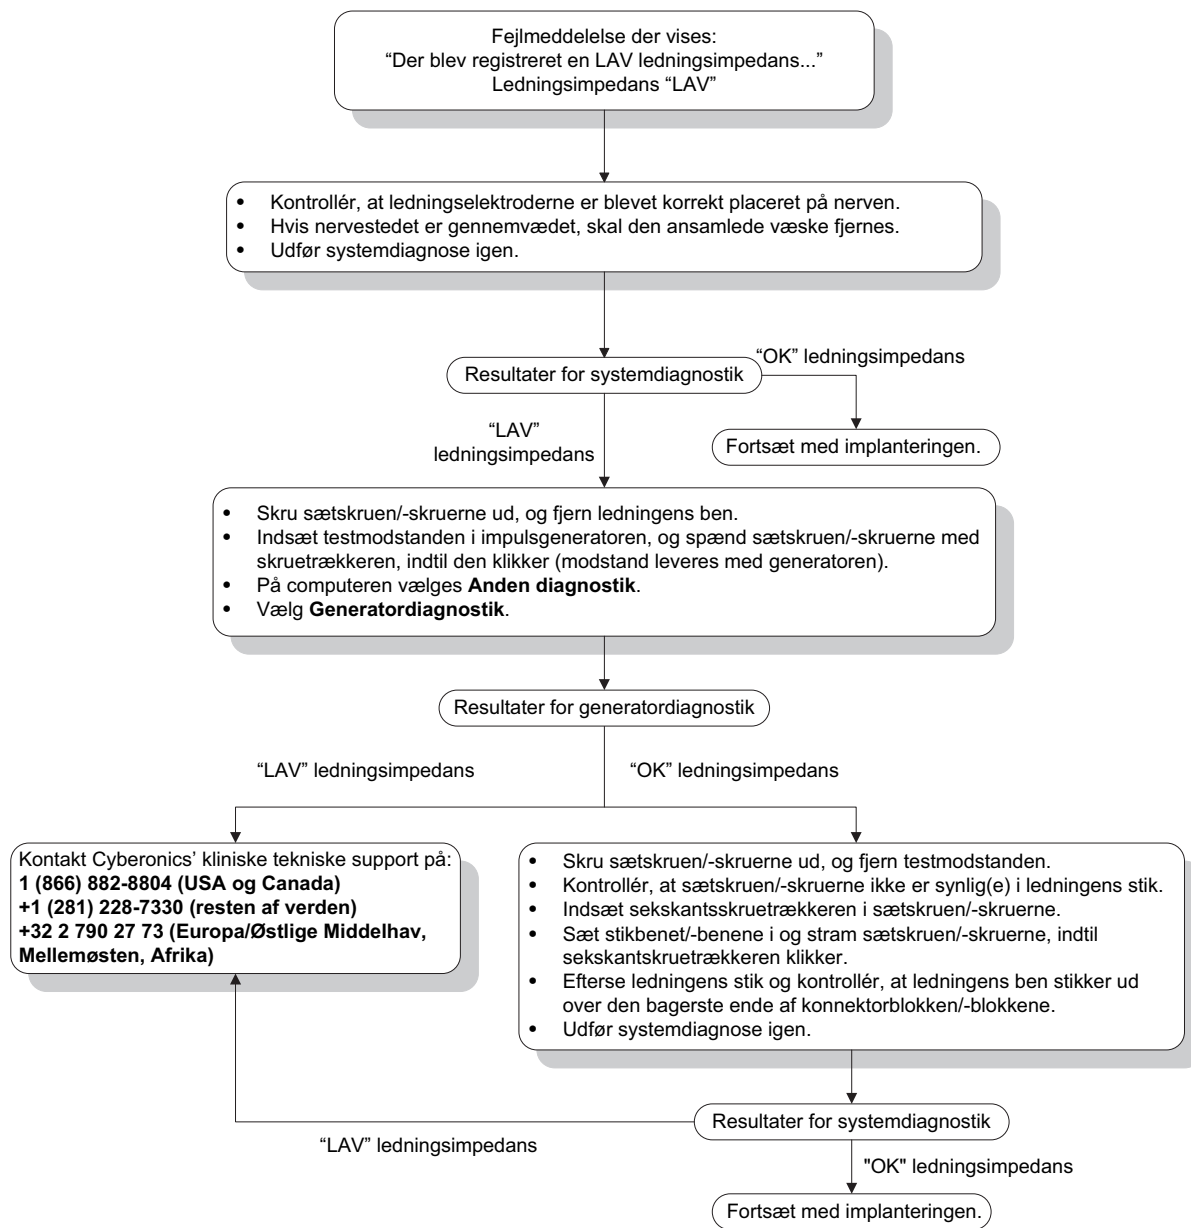 Fejlmeddelelse der vises:
“Der blev registreret en LAV ledningsimpedans...”
Ledningsimpedans “LAV”
• Kontrollér, at ledningselektroderne er blevet korrekt placeret på nerven.
• Hvis nervestedet er gennemvædet, skal den ansamlede væske fjernes.
• Udfør systemdiagnose igen.
“OK” ledningsimpedans
Resultater for systemdiagnostik
“LAV”
ledningsimpedans
Fortsæt med implanteringen.
• Skru sætskruen/-skruerne ud, og fjern ledningens ben.
• Indsæt testmodstanden i impulsgeneratoren, og spænd sætskruen/-skruerne med
skruetrækkeren, indtil den klikker (modstand leveres med generatoren).
• På computeren vælges Anden diagnostik.
• Vælg Generatordiagnostik.
Resultater for generatordiagnostik
“LAV” ledningsimpedans
“OK” ledningsimpedans
Kontakt Cyberonics’ kliniske tekniske support på:
1 (866) 882-8804 (USA og Canada)
+1 (281) 228-7330 (resten af verden)
+32 2 790 27 73 (Europa/Østlige Middelhav,
Mellemøsten, Afrika)
• Skru sætskruen/-skruerne ud, og fjern testmodstanden.
• Kontrollér, at sætskruen/-skruerne ikke er synlig(e) i ledningens stik.
• Indsæt sekskantsskruetrækkeren i sætskruen/-skruerne.
• Sæt stikbenet/-benene i og stram sætskruen/-skruerne, indtil
sekskantskruetrækkeren klikker.
• Efterse ledningens stik og kontrollér, at ledningens ben stikker ud
over den bagerste ende af konnektorblokken/-blokkene.
• Udfør systemdiagnose igen.
Resultater for systemdiagnostik
“LAV” ledningsimpedans
"OK" ledningsimpedans
Fortsæt med implanteringen.